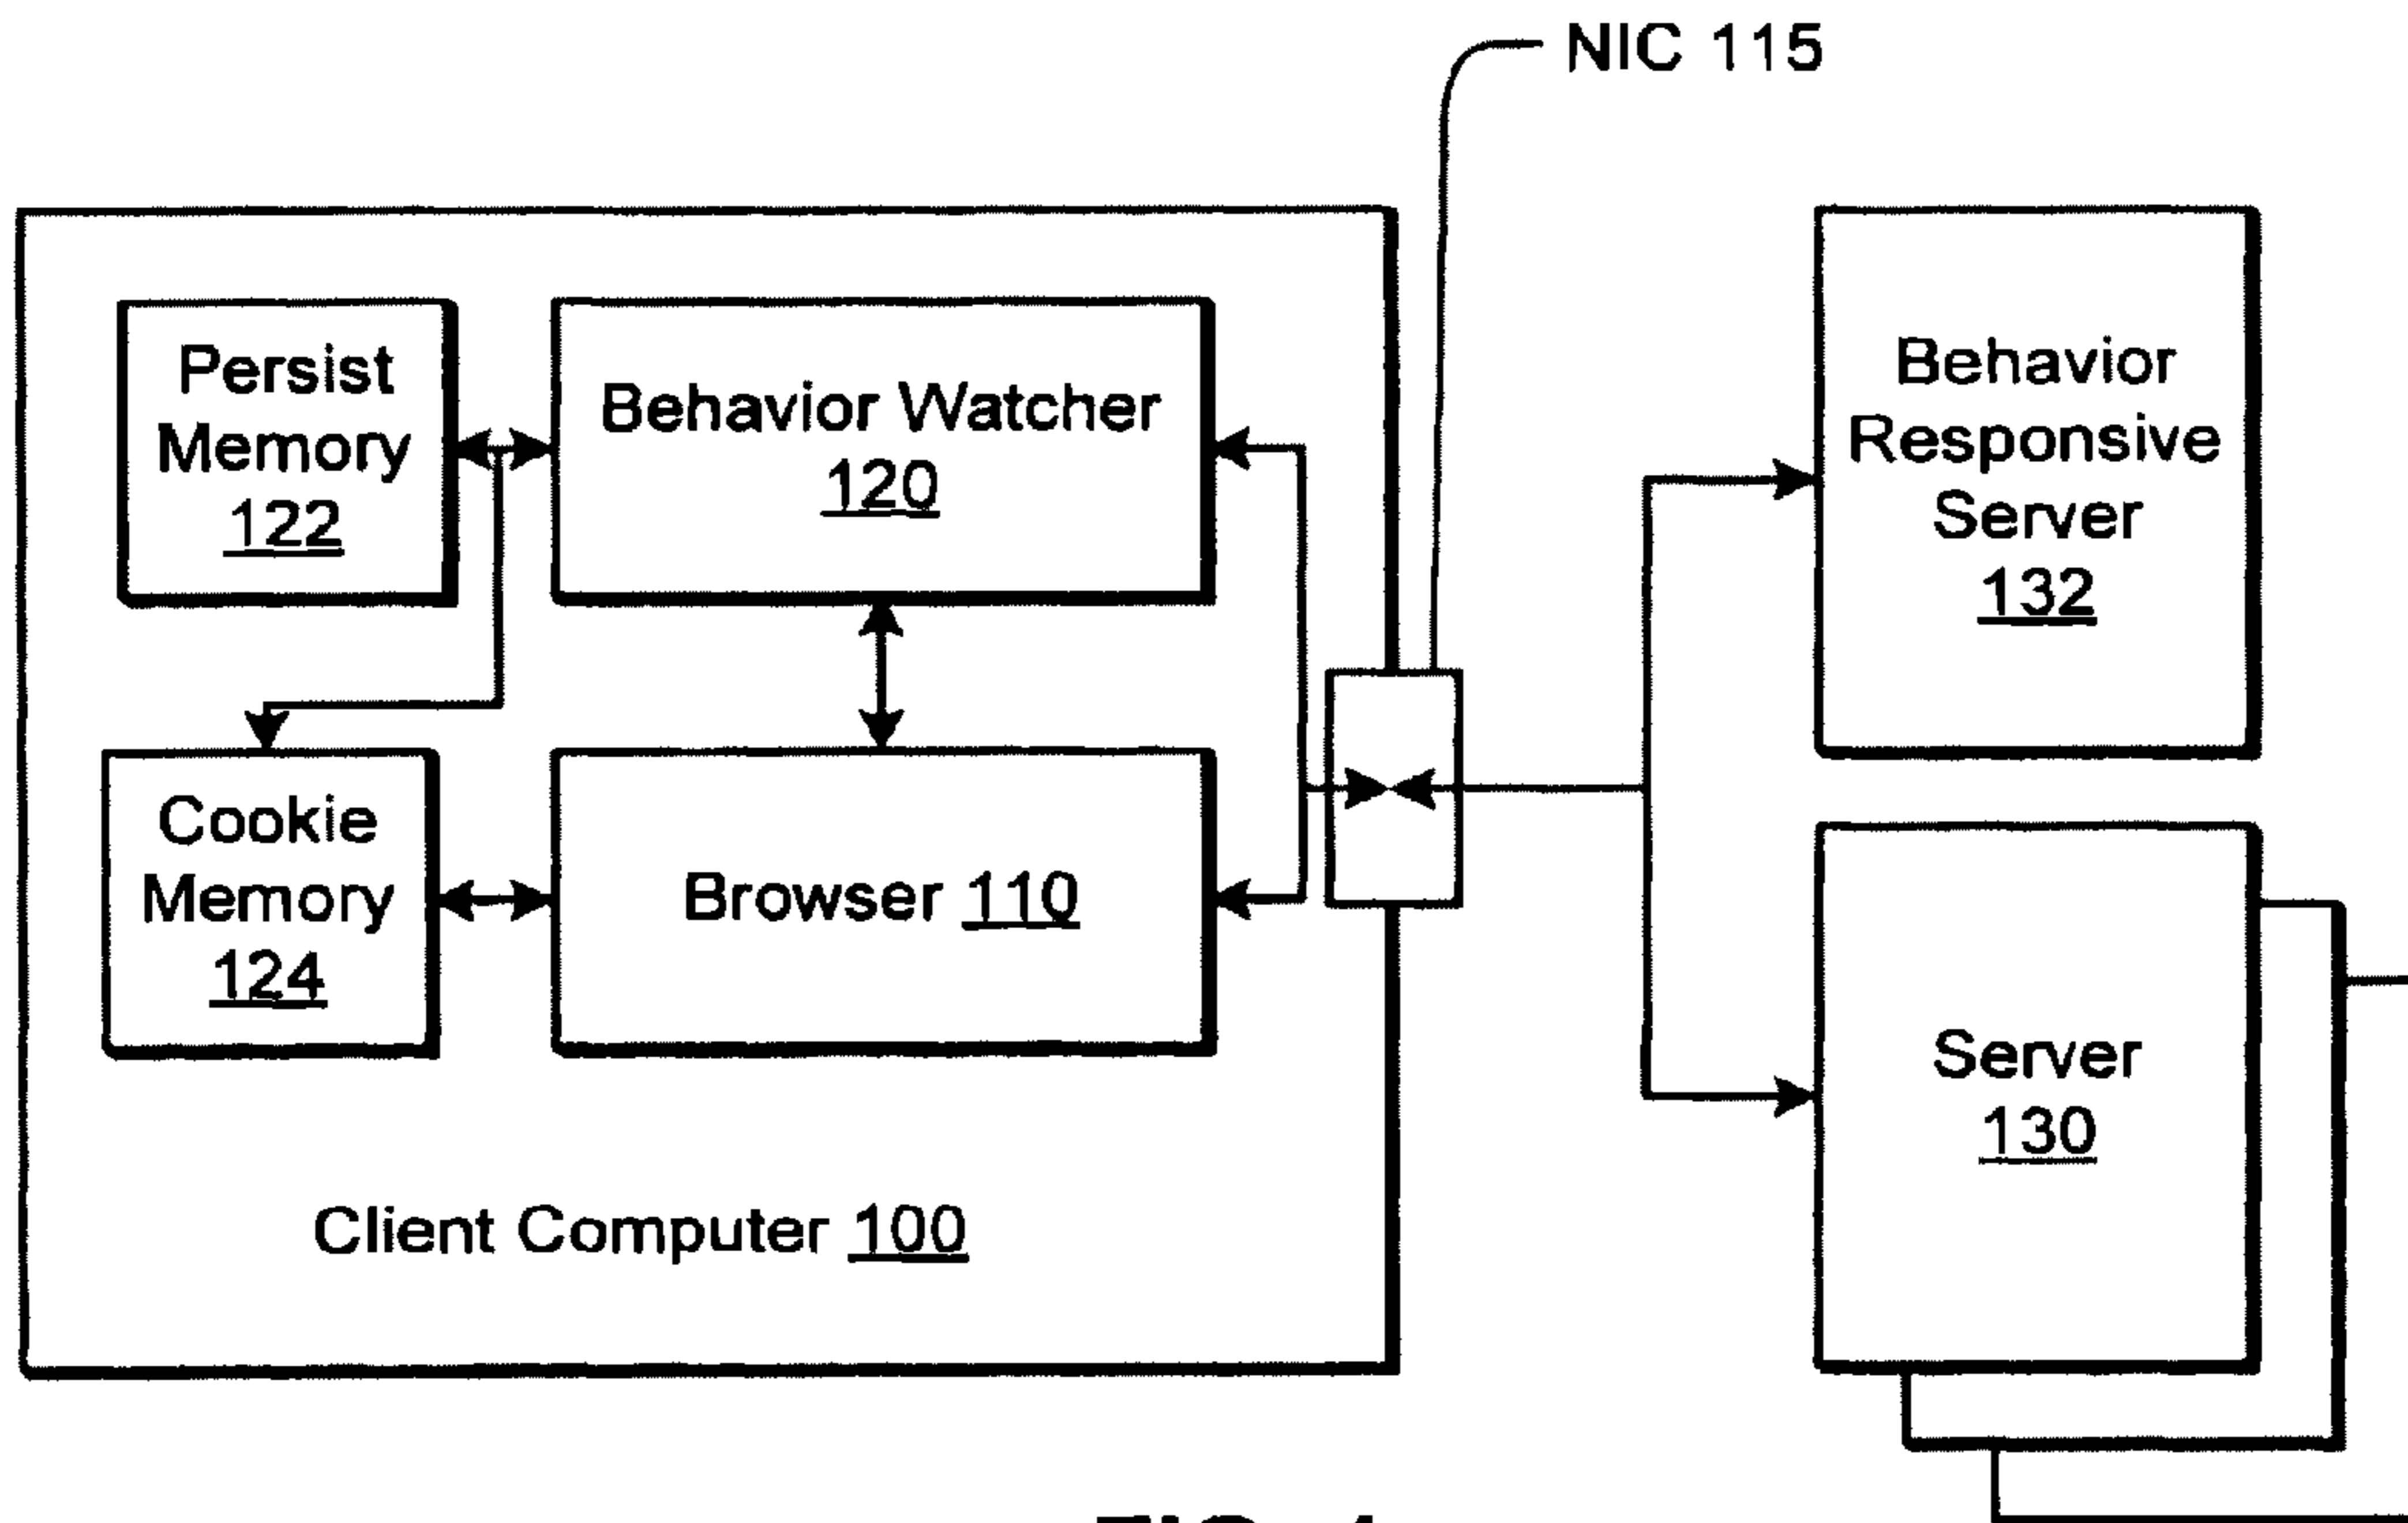 NIC 115
Persist
Memory
122
Behavior Watcher
120
Behavior
Responsive
Server
132
Cookie
Memory
124
Browser 110
Server
130
Client Computer 100